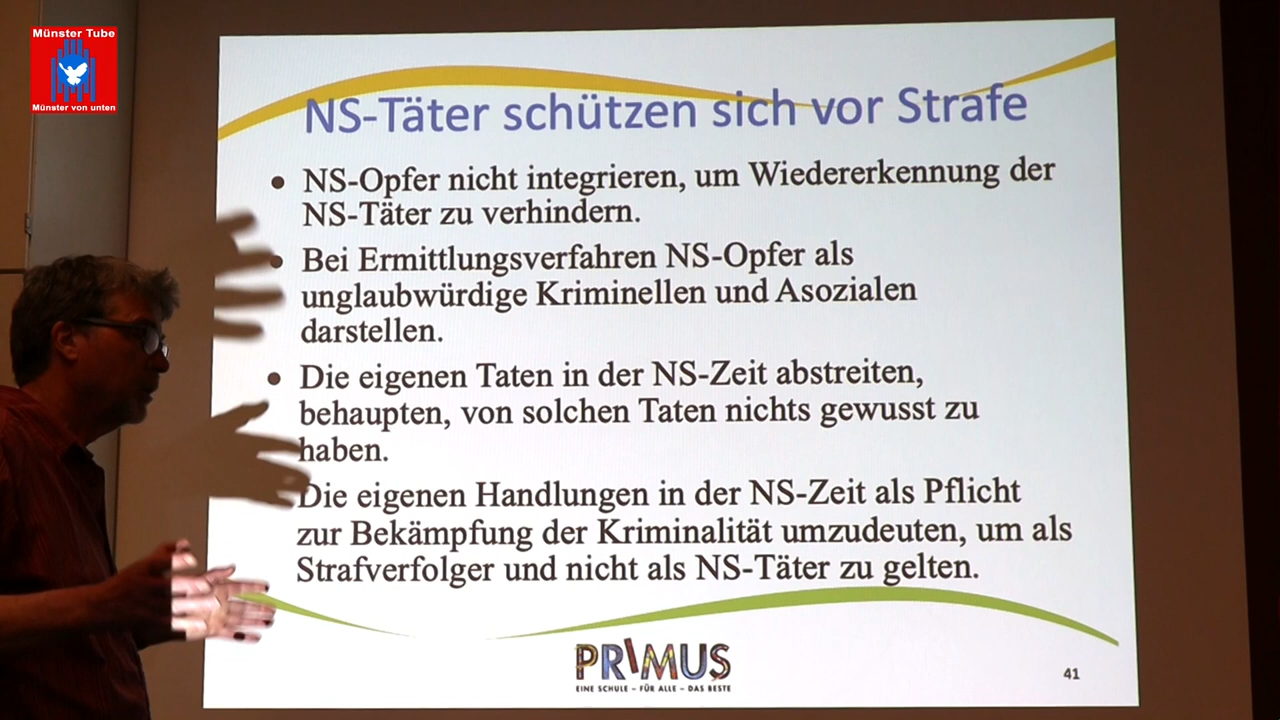 Münster Tube
Münster von unten
NS-Täter schützen sich vor Strafe
• NS-Opfer nicht integrieren, um Wiedererkennung der
NS-Täter zu verhindern.
• Bei Ermittlungsverfahren NS-Opfer als
unglaubwürdige Kriminellen und Asozialen
darstellen.
• Die eigenen Taten in der NS-Zeit abstreiten,
behaupten, von solchen Taten nichts gewusst zu
haben.
Die eigenen Handlungen in der NS-Zeit als Pflicht
zur Bekämpfung der Kriminalität umzudeuten, um als
Strafverfolger und nicht als NS-Täter zu gelten.
PRIMUS
EINE SCHULE – FÜR ALLE – DAS BESTE
41